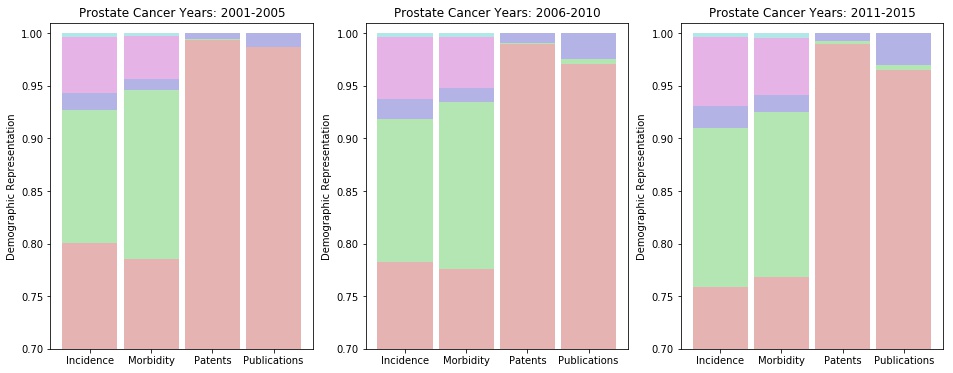 Prostate Cancer Years: 2001-2005
Demographic Representation
1.00
0.95
0.90
0.85
0.80
0.75
0.70
Incidence Morbidity Patents Publications
Prostate Cancer Years: 2006-2010
Demographic Representation
1.00
0.95
0.90
0.85
0.80
0.75
0.70
Incidence Morbidity Patents Publications
Prostate Cancer Years: 2011-2015
Demographic Representation
1.00
0.95
0.90
0.85
0.80
0.75
0.70
Incidence Morbidity Patents Publications